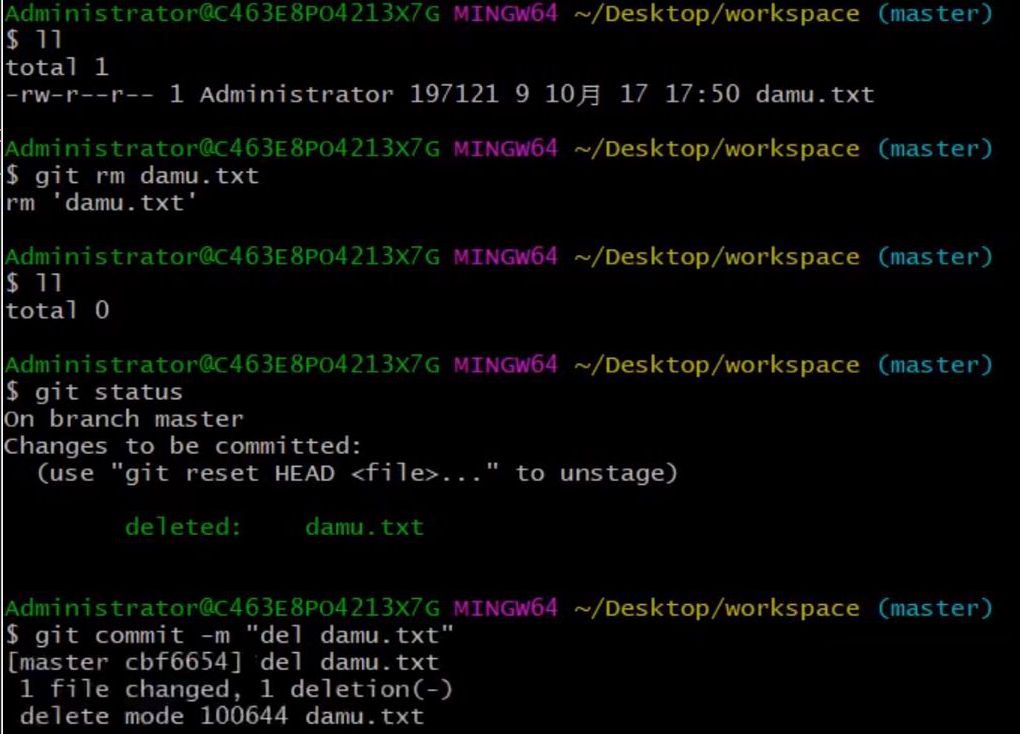 Administrator@C463E8PO4213X7G MINGW64 ~/Desktop/workspace (master)
$ ll
total 1
-rw-r--r-- 1 Administrator 197121 9 10月 17 17:50 damu.txt
Administrator@C463E8PO4213X7G MINGW64 ~/Desktop/workspace (master)
$ git rm damu.txt
rm 'damu.txt'
Administrator@C463E8PO4213X7G MINGW64 ~/Desktop/workspace (master)
$ ll
total 0
Administrator@C463E8PO4213X7G MINGW64 ~/Desktop/workspace (master)
$ git status
On branch master
Changes to be committed:
(use "git reset HEAD <file>..." to unstage)
deleted: damu.txt
Administrator@C463E8PO4213X7G MINGW64 ~/Desktop/workspace (master)
$ git commit -m "del damu.txt"
[master cbf6654] del damu.txt
1 file changed, 1 deletion(-)
delete mode 100644 damu.txt